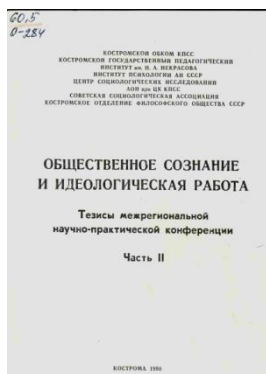 60.5
О-284
КОСТРОМСКОЙ ОБКОМ КПСС
КОСТРОМСКОЙ ГОСУДАРСТВЕННЫЙ ПЕДАГОГИЧЕСКИЙ
ИНСТИТУТ им. Н. А. НЕКРАСОВА
ИНСТИТУТ ПСИХОЛОГИИ АН СССР
ЦЕНТР СОЦИОЛОГИЧЕСКИХ ИССЛЕДОВАНИЙ
АОН при ЦК КПСС
СОВЕТСКАЯ СОЦИОЛОГИЧЕСКАЯ АССОЦИАЦИЯ
КОСТРОМСКОЕ ОТДЕЛЕНИЕ ФИЛОСОФСКОГО ОБЩЕСТВА СССР
ОБЩЕСТВЕННОЕ СОЗНАНИЕ
И ИДЕОЛОГИЧЕСКАЯ РАБОТА
Тезисы межрегиональной
научно-практической конференции
Часть II
КОСТРОМА